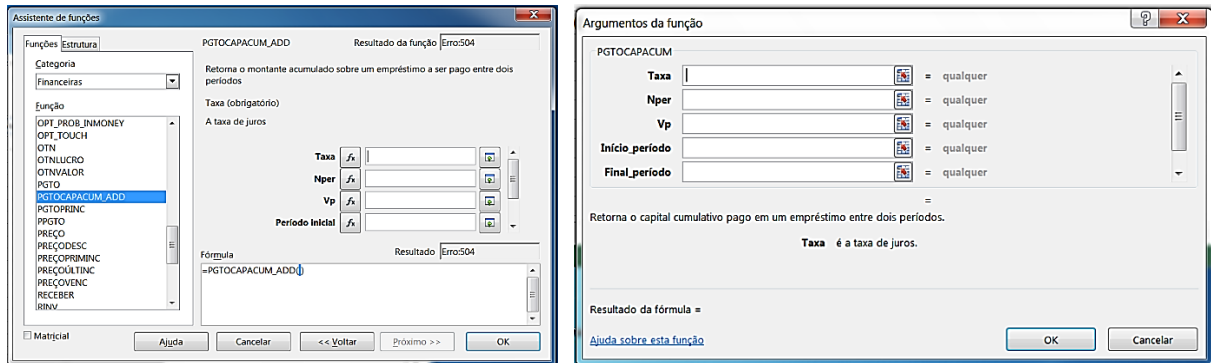 Assistente de funções
Funções Estrutura
PGTOCAPACUM_ADD
Resultado da função Erro:504
Categoria
Financeiras
Função
OPT_PROB_INMONEY
OPT_TOUCH
OTN
OTNLUCRO
OTNVALOR
PGTO
PGTOCAPACUM_ADD
PGTOPRINC
PPGTO
PREÇO
PREÇODESC
PREÇOPRIMINC
PREÇOÚLTINC
PREÇOVENC
RECEBER
RINV
Retorna o montante acumulado sobre um empréstimo a ser pago entre dois
períodos
Taxa (obrigatório)
A taxa de juros
Taxa fx
Nper fx
Vp fx
Período inicial fx
Fórmula
Resultado Erro:504
=PGTOCAPACUM_ADD()
Matricial
Ajuda
Cancelar
<< Voltar
Próximo >>
OK
Argumentos da função
PGTOCAPACUM
Taxa = qualquer
Nper = qualquer
Vp = qualquer
Início_período = qualquer
Final_período = qualquer
=
Retorna o capital cumulativo pago em um empréstimo entre dois períodos.
Taxa é a taxa de juros.
Resultado da fórmula =
Ajuda sobre esta função
OK
Cancelar